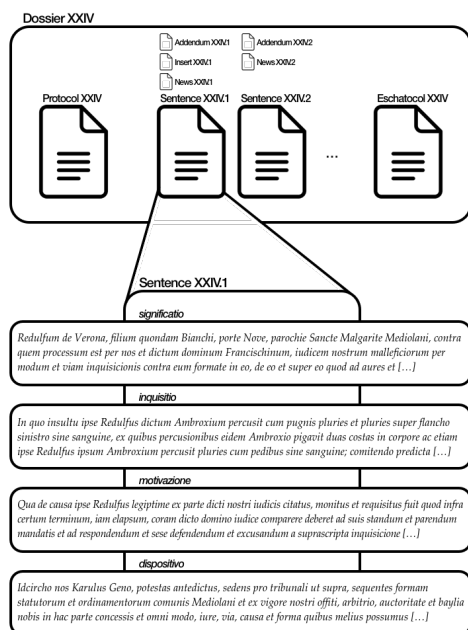 Dossier XXIV
Addendum XXIV.1 Addendum XXIV.2
Insert XXIV.1 News XXIV.2
News XXIV.1
Protocol XXIV Sentence XXIV.1 Sentence XXIV.2 Eschatocol XXIV
...
Sentence XXIV.1
significatio
Redulfum de Verona, filium quondam Bianchi, porte Nove, parochie Sancte Malgarite Mediolani, contra
quem processum est per nos et dictum dominum Francischinum, iudicem nostrum malleficiorum per
modum et viam inquisicionis contra eum formate in eo, de eo et super eo quod ad aures et [...]
inquisitio
In quo insultu ipse Redulfus dictum Ambroxium percusit cum pugnis pluries et pluries super flancho
sinistro sine sanguine, ex quibus percusionibus eidem Ambroxio pigavit duas costas in corpore ac etiam
ipse Redulfus ipsum Ambroxium percusit pluries cum pedibus sine sanguine; comitendo predicta [...]
motivazione
Qua de causa ipse Redulfus legiptime ex parte dicti nostri iudicis citatus, monitus et requisitus fuit quod infra
certum terminum, iam elapsum, coram dicto domino iudice comparere deberet ad suis standum et parendum
mandatis et ad respondendum et sese defendendum et excusandum a suprascripta inquisicione [...]
dispositivo
Idcircho nos Karulus Geno, potestas antedictus, sedens pro tribunali ut supra, sequentes formam
statutorum et ordinamentorum comunis Mediolani et ex vigore nostri offiti, arbitrio, auctoritate et baylia
nobis in hac parte concessis et omni modo, iure, via, causa et forma quibus melius possumus [...]